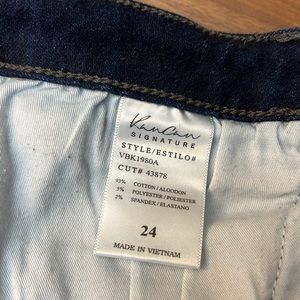 KanCan
SIGNATURE
STYLE/ESTILO#
VBK1980A
CUT# 43878
93% COTTON/ALGODON
5% POLYESTER/POLIESTER
2% SPANDEX/ELASTANO
24
MADE IN VIETNAM